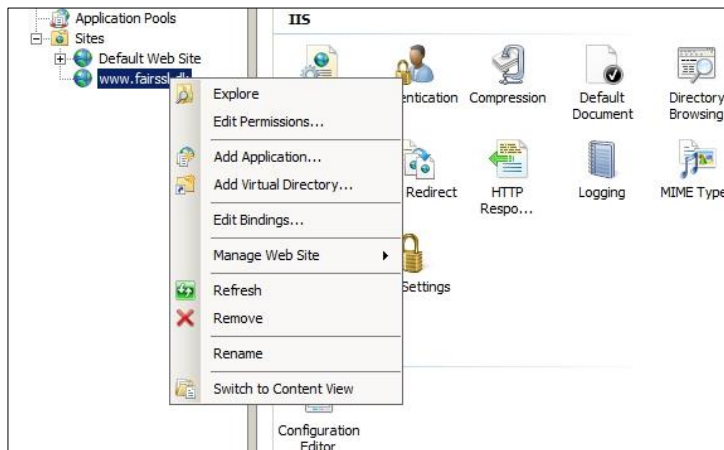 Application Pools
Sites
Default Web Site
www.fairssl.dk
Explore
Edit Permissions...
Add Application...
Add Virtual Directory...
Edit Bindings...
Manage Web Site
Refresh
Remove
Rename
Switch to Content View
IIS
entication
Compression
Default
Document
Directory
Browsing
Redirect
HTTP
Respo...
Logging
MIME Type
Settings
Configuration
Editor